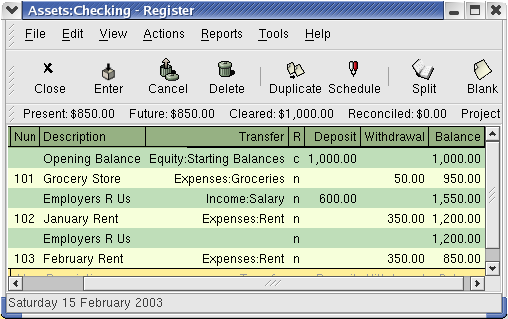 Assets:Checking - Register
File Edit View Actions Reports Tools Help
Close Enter Cancel Delete Duplicate Schedule Split Blank
Present: $850.00 Future: $850.00 Cleared: $1,000.00 Reconciled: $0.00 Project
Num Description Transfer R Deposit Withdrawal Balance
Opening Balance Equity:Starting Balances c 1,000.00 1,000.00
101 Grocery Store Expenses:Groceries n 50.00 950.00
Employers R Us Income:Salary n 600.00 1,550.00
102 January Rent Expenses:Rent n 350.00 1,200.00
Employers R Us n 1,200.00
103 February Rent Expenses:Rent n 350.00 850.00
Saturday 15 February 2003